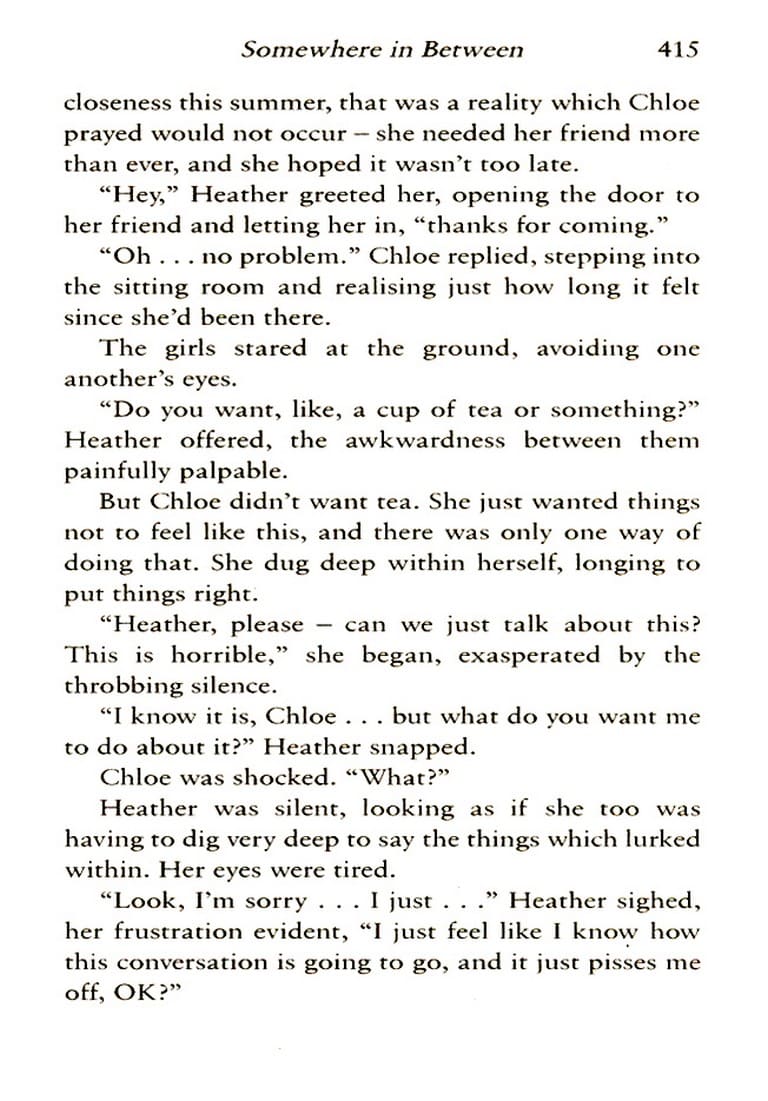 Somewhere in Between 415
closeness this summer, that was a reality which Chloe
prayed would not occur – she needed her friend more
than ever, and she hoped it wasn't too late.
“Hey,” Heather greeted her, opening the door to
her friend and letting her in, “thanks for coming.”
“Oh . . . no problem.” Chloe replied, stepping into
the sitting room and realising just how long it felt
since she'd been there.
The girls stared at the ground, avoiding one
another's eyes.
“Do you want, like, a cup of tea or something?”
Heather offered, the awkwardness between them
painfully palpable.
But Chloe didn't want tea. She just wanted things
not to feel like this, and there was only one way of
doing that. She dug deep within herself, longing to
put things right.
“Heather, please – can we just talk about this?
This is horrible,” she began, exasperated by the
throbbing silence.
“I know it is, Chloe . . . but what do you want me
to do about it?” Heather snapped.
Chloe was shocked. “What?”
Heather was silent, looking as if she too was
having to dig very deep to say the things which lurked
within. Her eyes were tired.
“Look, I'm sorry . . . I just . . .” Heather sighed,
her frustration evident, “I just feel like I know how
this conversation is going to go, and it just pisses me
off, OK?”